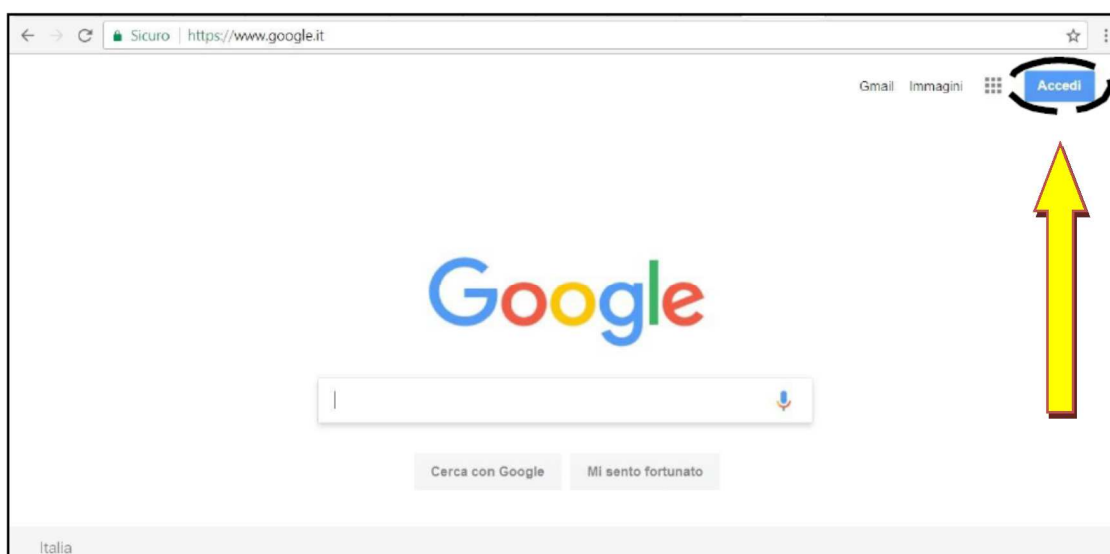 Sicuro https://www.google.it
Gmail Immagini Accedi
Google
Cerca con Google Mi sento fortunato
Italia